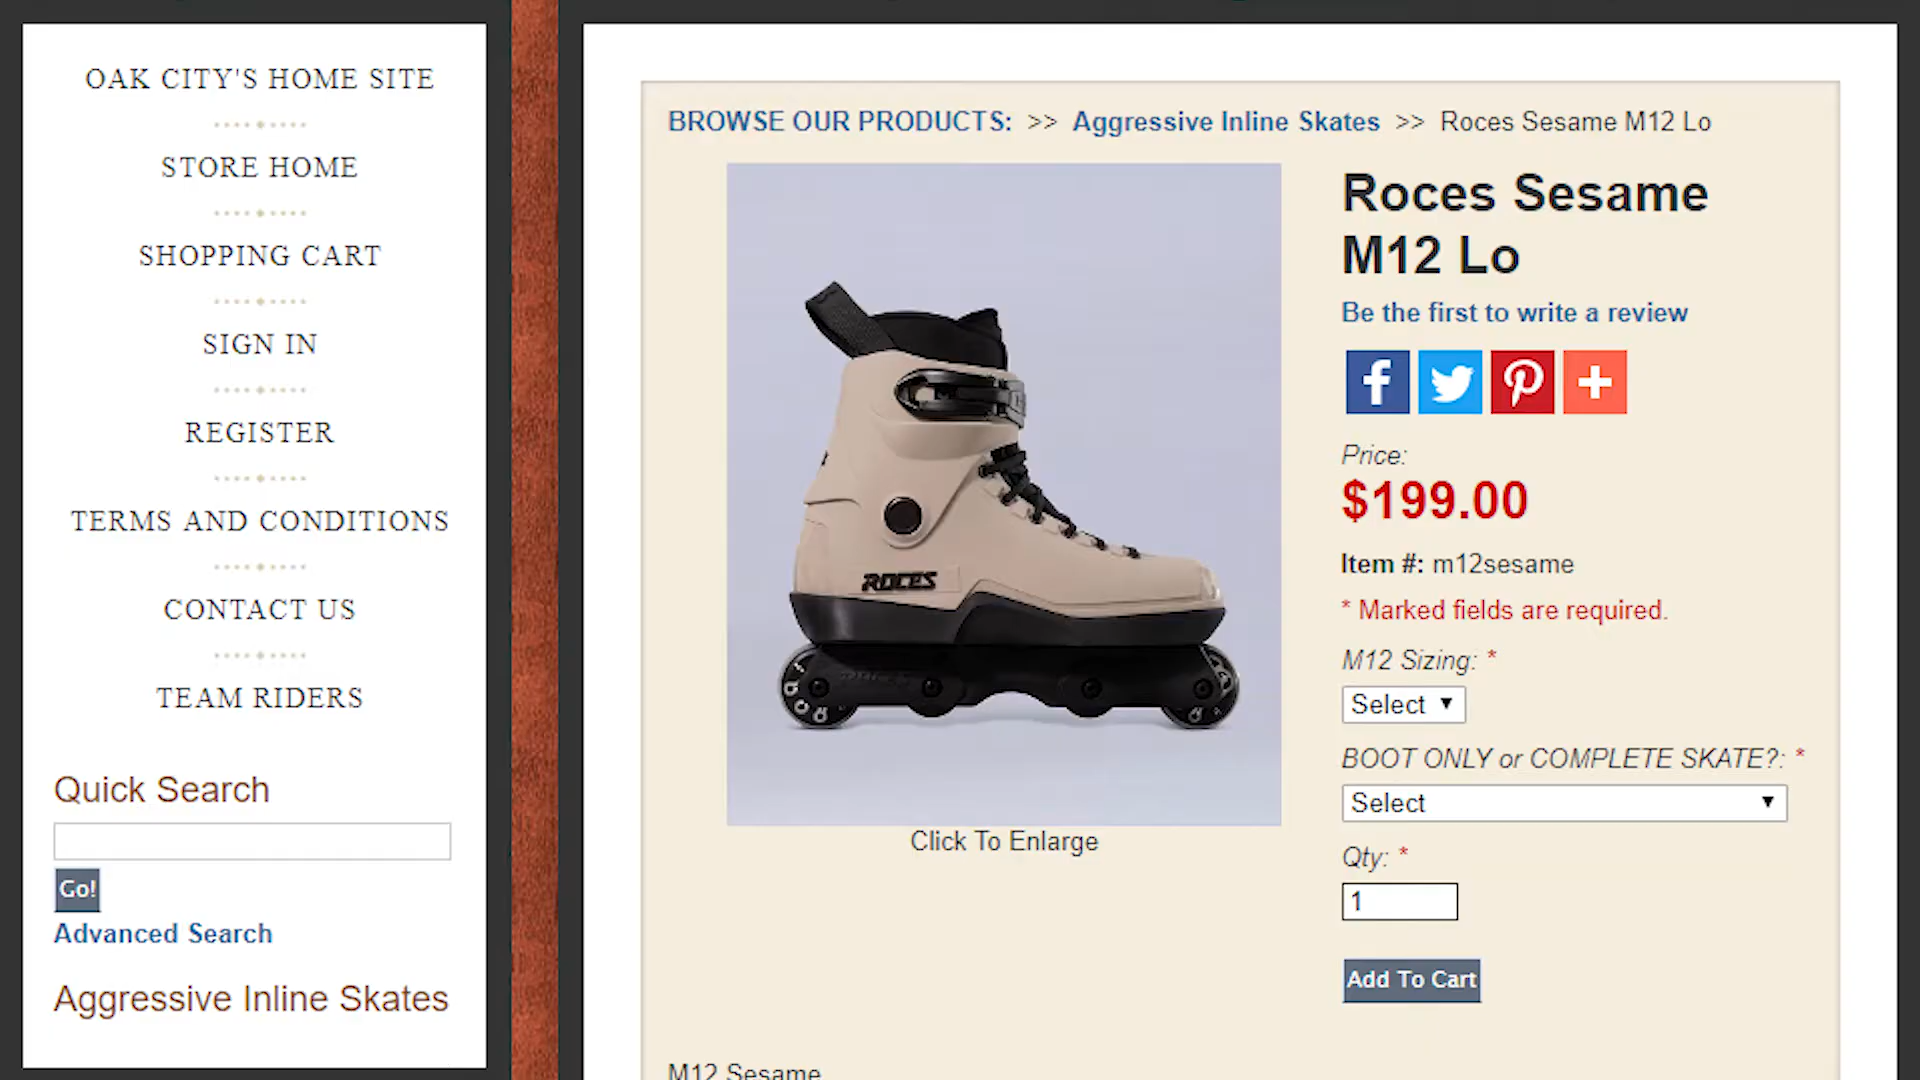 OAK CITY'S HOME SITE
STORE HOME
SHOPPING CART
SIGN IN
REGISTER
TERMS AND CONDITIONS
CONTACT US
TEAM RIDERS
Quick Search
Go!
Advanced Search
Aggressive Inline Skates
BROWSE OUR PRODUCTS: >> Aggressive Inline Skates >> Roces Sesame M12 Lo
ROCES
Click To Enlarge
Roces Sesame
M12 Lo
Be the first to write a review
Price:
$199.00
Item #: m12sesame
* Marked fields are required.
M12 Sizing: *
Select
BOOT ONLY or COMPLETE SKATE?: *
Select
Qty: *
1
Add To Cart
M12 Sesame